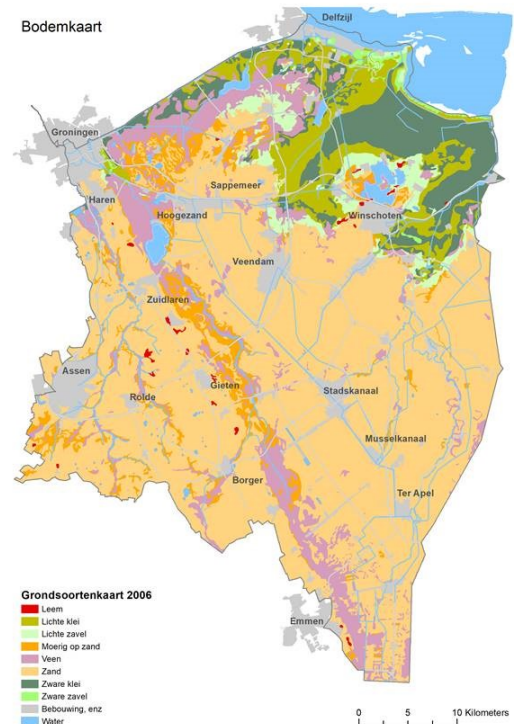 Bodemkaart
Delfzijl
Groningen
Haren
Sappemeer
Hoogezand
Winschoten
Veendam
Zuidlaren
Assen
Rolde
Gieten
Stadskanaal
Musselkanaal
Borger
Ter Apel
Emmen
Grondsoortenkaart 2006
Leem
Lichte klei
Lichte zavel
Moerig op zand
Veen
Zand
Zware klei
Zware zavel
Bebouwing, enz
Water
0 5 10 Kilometers